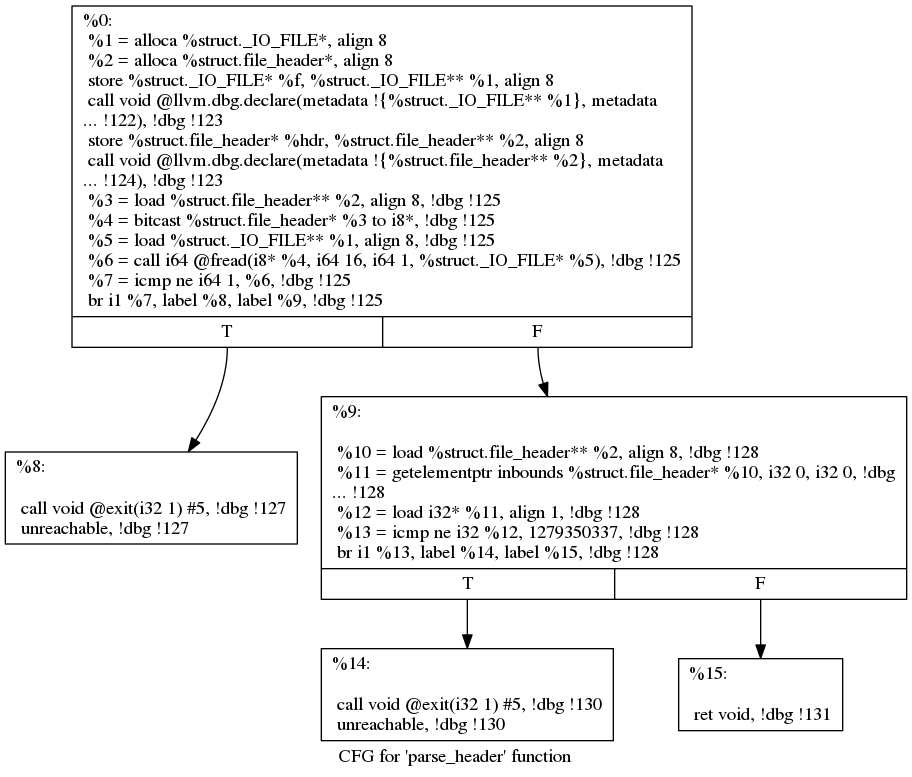 %0:
%1 = alloca %struct._IO_FILE*, align 8
%2 = alloca %struct.file_header*, align 8
store %struct._IO_FILE* %f, %struct._IO_FILE** %1, align 8
call void @llvm.dbg.declare(metadata !{%struct._IO_FILE** %1}, metadata
... !122), !dbg !123
store %struct.file_header* %hdr, %struct.file_header** %2, align 8
call void @llvm.dbg.declare(metadata !{%struct.file_header** %2}, metadata
... !124), !dbg !123
%3 = load %struct.file_header** %2, align 8, !dbg !125
%4 = bitcast %struct.file_header* %3 to i8*, !dbg !125
%5 = load %struct._IO_FILE** %1, align 8, !dbg !125
%6 = call i64 @fread(i8* %4, i64 16, i64 1, %struct._IO_FILE* %5), !dbg !125
%7 = icmp ne i64 1, %6, !dbg !125
br i1 %7, label %8, label %9, !dbg !125
T
F
%8:
call void @exit(i32 1) #5, !dbg !127
unreachable, !dbg !127
%9:
%10 = load %struct.file_header** %2, align 8, !dbg !128
%11 = getelementptr inbounds %struct.file_header* %10, i32 0, i32 0, !dbg
... !128
%12 = load i32* %11, align 1, !dbg !128
%13 = icmp ne i32 %12, 1279350337, !dbg !128
br i1 %13, label %14, label %15, !dbg !128
T
F
%14:
call void @exit(i32 1) #5, !dbg !130
unreachable, !dbg !130
%15:
ret void, !dbg !131
CFG for 'parse_header' function